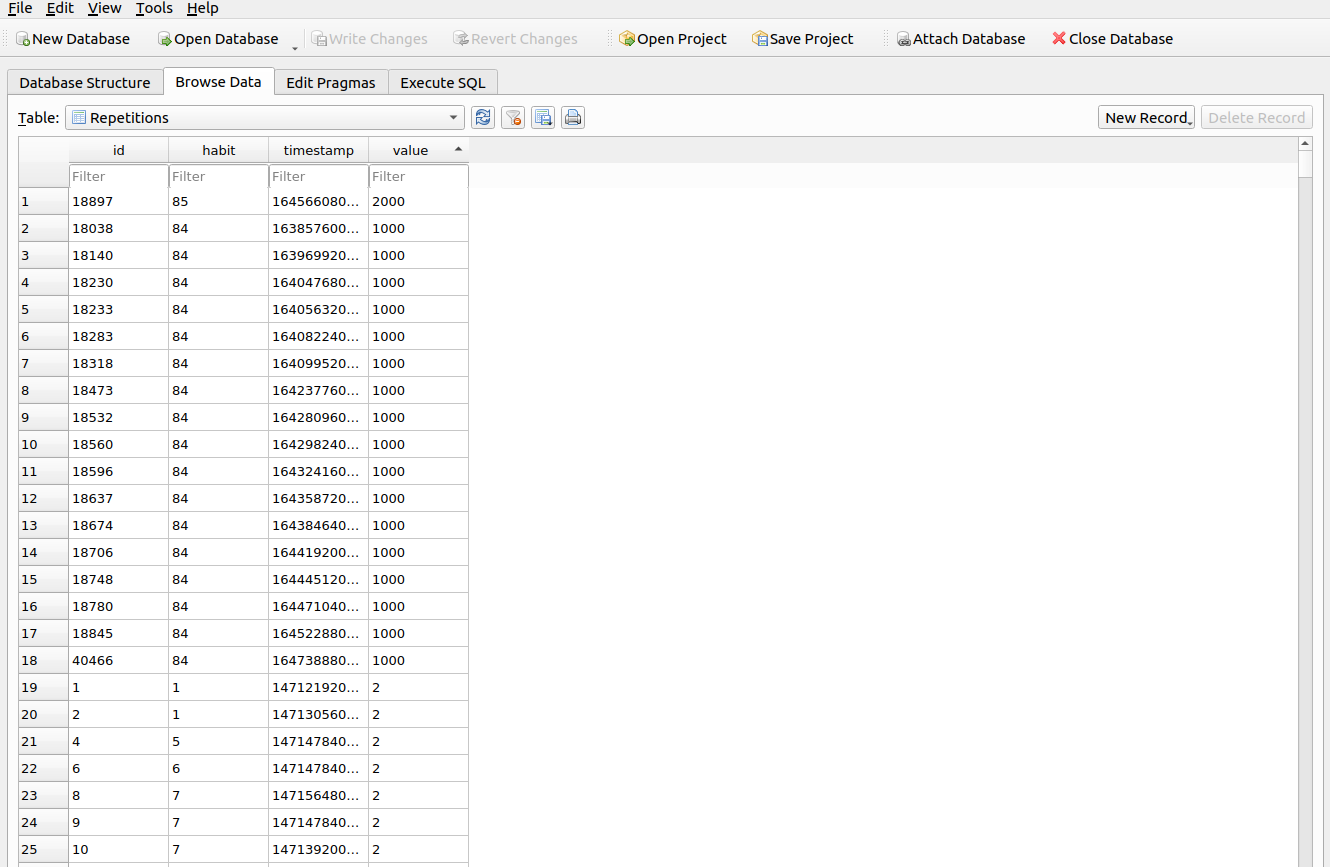 File Edit View Tools Help
New Database Open Database Write Changes Revert Changes Open Project Save Project Attach Database Close Database
Database Structure Browse Data Edit Pragmas Execute SQL
Table: Repetitions New Record Delete Record
id habit timestamp value
Filter Filter Filter Filter
1 18897 85 164566080... 2000
2 18038 84 163857600... 1000
3 18140 84 163969920... 1000
4 18230 84 164047680... 1000
5 18233 84 164056320... 1000
6 18283 84 164082240... 1000
7 18318 84 164099520... 1000
8 18473 84 164237760... 1000
9 18532 84 164280960... 1000
10 18560 84 164298240... 1000
11 18596 84 164324160... 1000
12 18637 84 164358720... 1000
13 18674 84 164384640... 1000
14 18706 84 164419200... 1000
15 18748 84 164445120... 1000
16 18780 84 164471040... 1000
17 18845 84 164522880... 1000
18 40466 84 164738880... 1000
19 1 1 147121920... 2
20 2 1 147130560... 2
21 4 5 147147840... 2
22 6 6 147147840... 2
23 8 7 147156480... 2
24 9 7 147147840... 2
25 10 7 147139200... 2